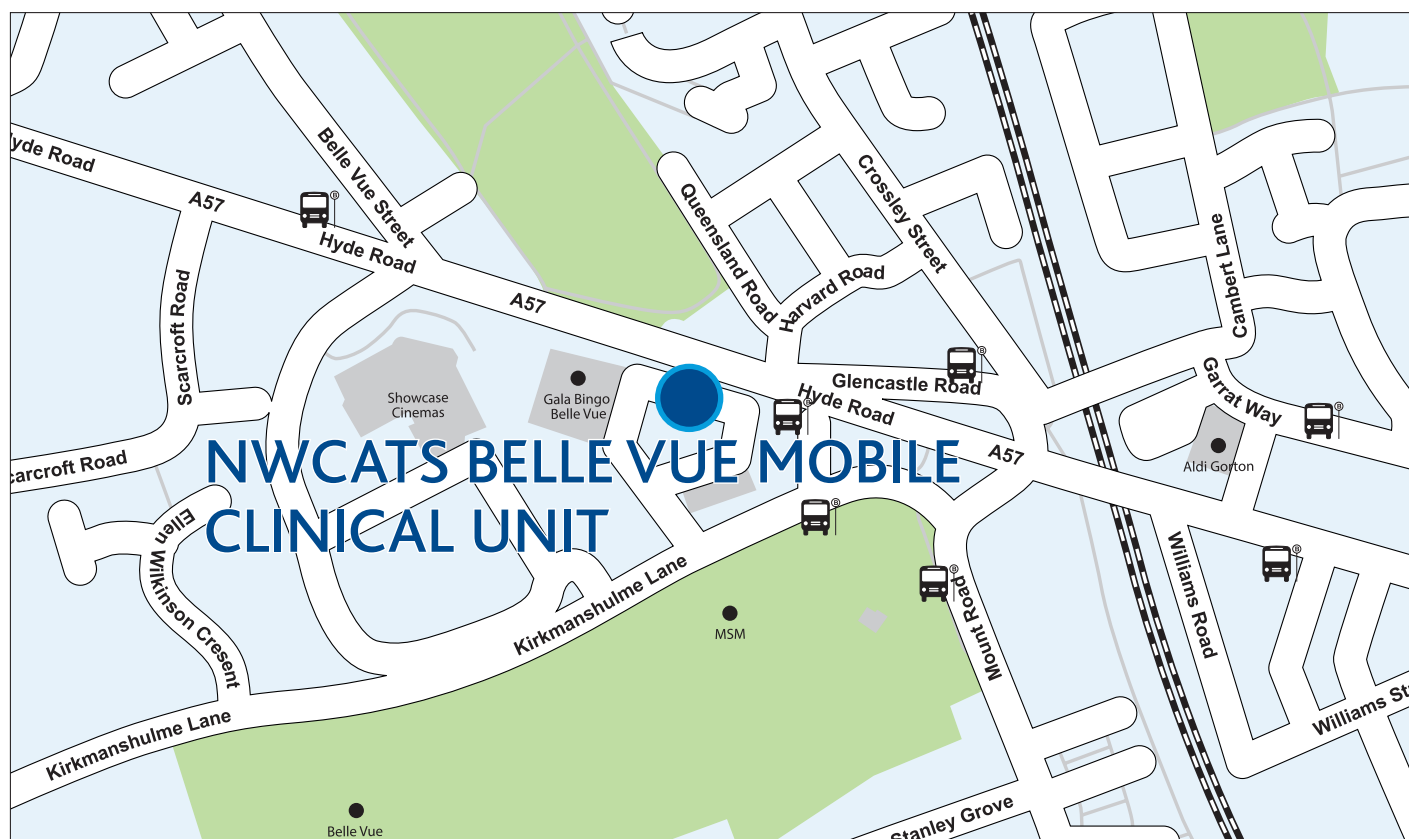 yde Road
A57
Belle Vue Street
Hyde Road
A57
Scarcroft Road
Queensland Road
Harvard Road
Crossley Street
Cambert Lane
Showcase
Cinemas
Gala Bingo
Belle Vue
Glencastle Road
Hyde Road
A57
Garrat Way
Aldi Gorton
carcroft Road
NWCATS BELLE VUE MOBILE
CLINICAL UNIT
Ellen Wilkinson Cresent
Kirkmanshulme Lane
MSM
Mount Road
Williams Road
Williams St
Kirkmanshulme Lane
Belle Vue
Stanley Grove
B
B
B
B
B
B
B